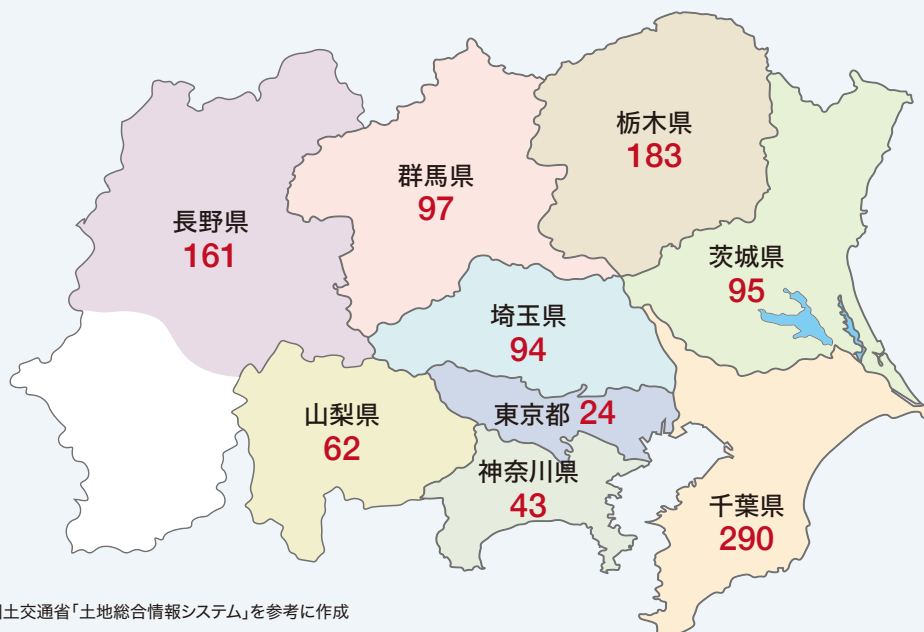 栃木県
183
群馬県
97
長野県
161
茨城県
95
埼玉県
94
東京都 24
山梨県
62
神奈川県
43
千葉県
290
土交通省「土地総合情報システム」を参考に作成